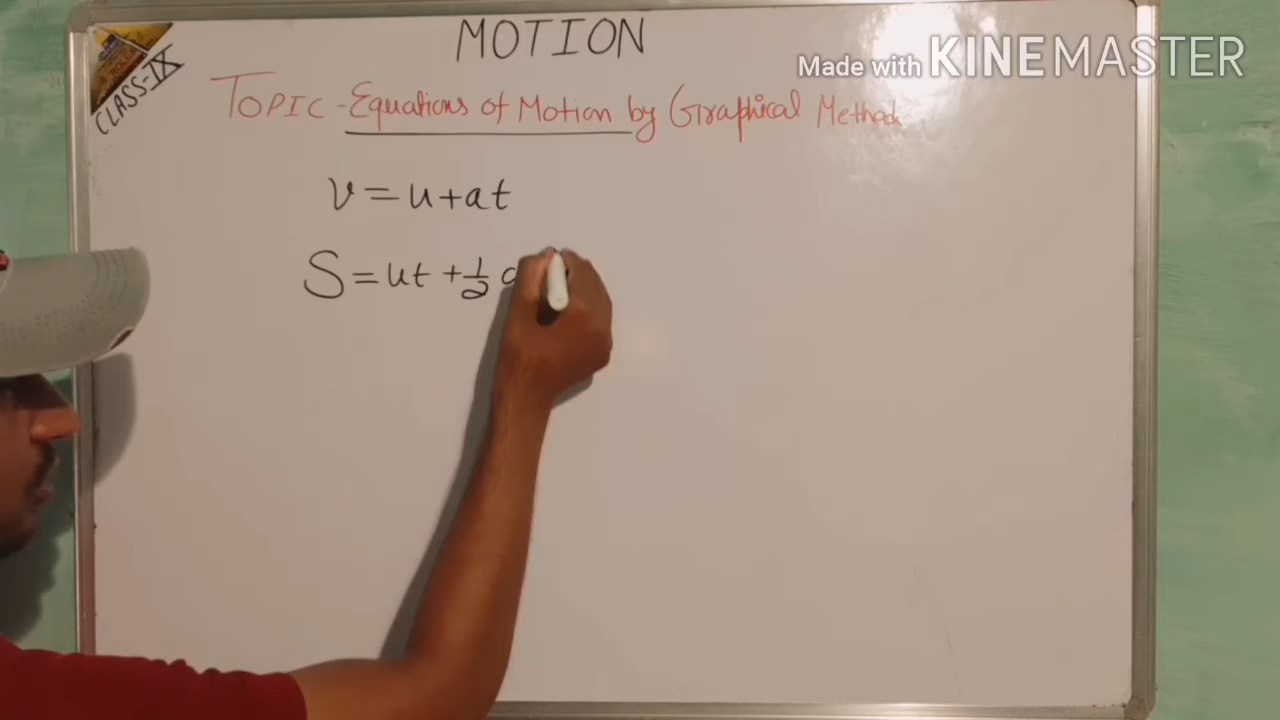 MOTION
Made with KINEMASTER
CLASS-IX
TOPIC - Equations of Motion by Graphical Method
v = u + at
S = ut + 1/2